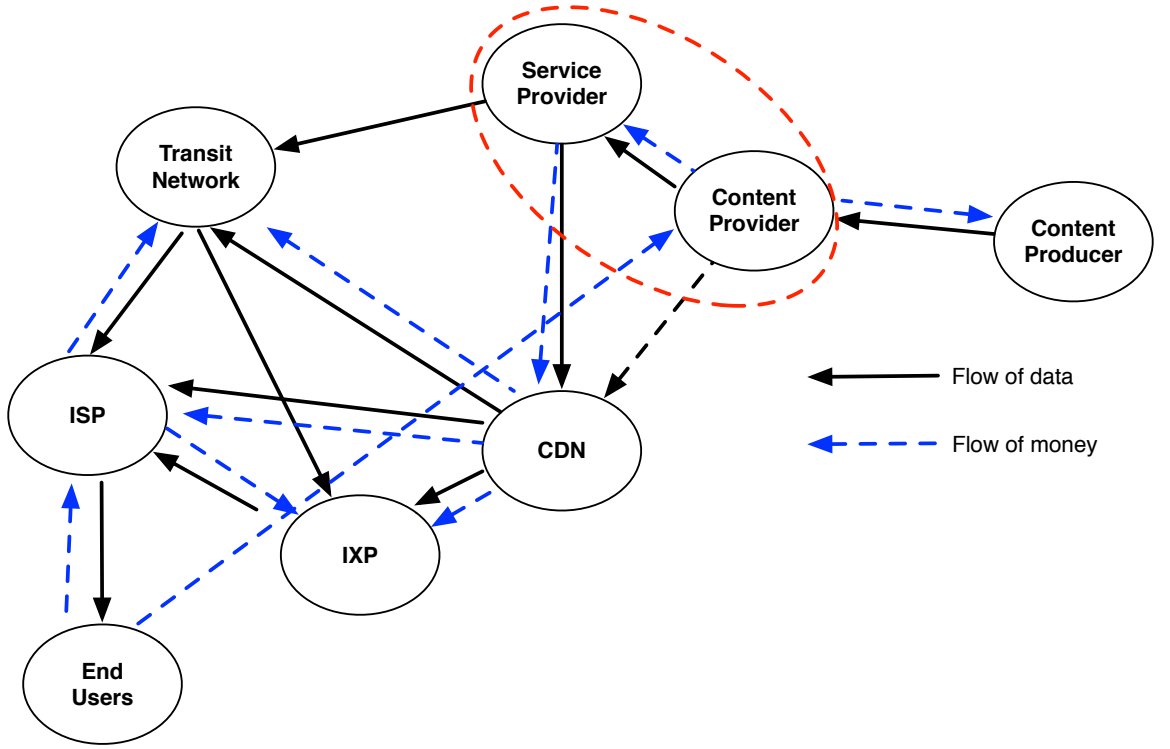 Service
Provider
Transit
Network
Content
Provider
Content
Producer
Flow of data
ISP
Flow of money
CDN
IXP
End
Users